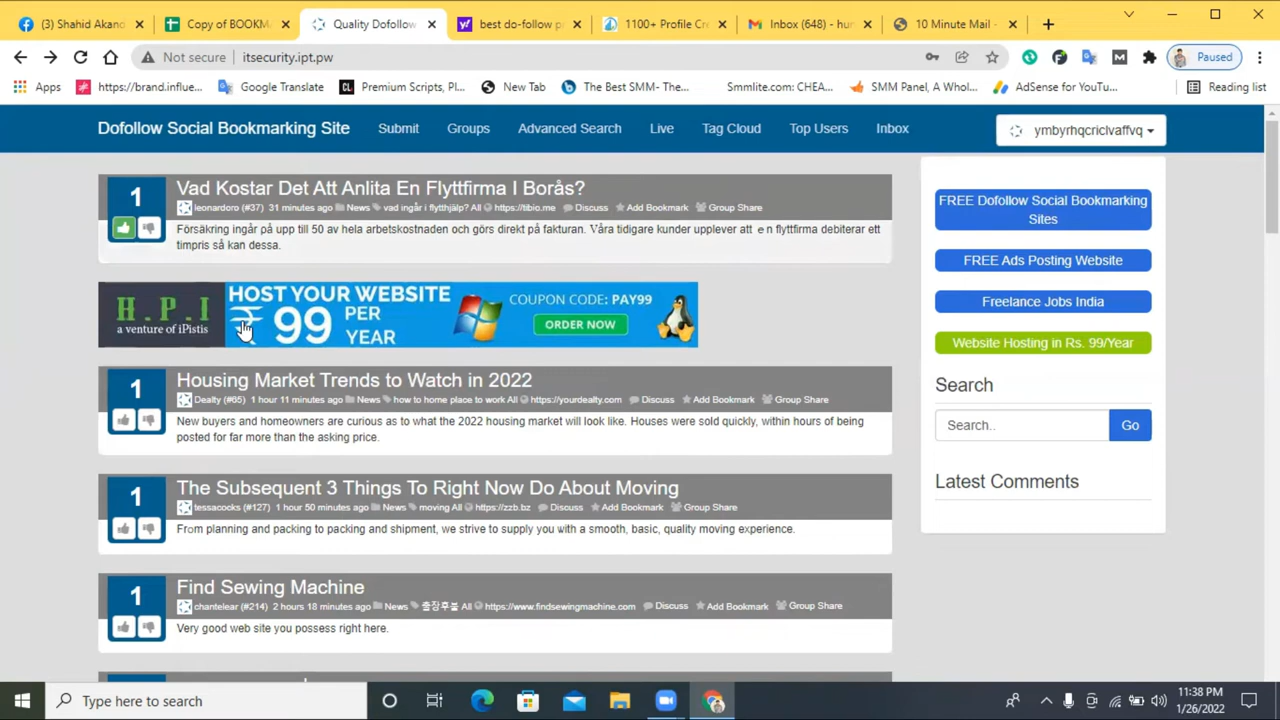 (3) Shahid Akand
Copy of BOOKM
Quality Dofollow
best do-follow p
1100+ Profile Cr
Inbox (648) - hu
10 Minute Mail -
Not secure
itsecurity.ipt.pw
Paused
Apps
https://brand.influe...
Google Translate
Premium Scripts, Pl...
New Tab
The Best SMM- The...
Smmlite.com: CHEA...
SMM Panel, A Whol...
AdSense for YouTu...
Reading list
Dofollow Social Bookmarking Site
Submit
Groups
Advanced Search
Live
Tag Cloud
Top Users
Inbox
ymbyrhqcriclvaffvq
1
Vad Kostar Det Att Anlita En Flyttfirma I Borås?
leonardoro (#37) 31 minutes ago News vad ingår i flytthjälp? All https://tibio.me Discuss Add Bookmark Group Share
Försäkring ingår på upp till 50 av hela arbetskostnaden och görs direkt på fakturan. Våra tidigare kunder upplever att e n flyttfirma debiterar ett
timpris så kan dessa.
H.P.I
a venture of iPistis
HOST YOUR WEBSITE
₹ 99 PER
YEAR
COUPON CODE: PAY99
ORDER NOW
1
Housing Market Trends to Watch in 2022
Dealty (#65) 1 hour 11 minutes ago News how to home place to work All https://yourdealty.com Discuss Add Bookmark Group Share
New buyers and homeowners are curious as to what the 2022 housing market will look like. Houses were sold quickly, within hours of being
posted for far more than the asking price.
1
The Subsequent 3 Things To Right Now Do About Moving
tessacocks (#127) 1 hour 50 minutes ago News moving All https://zzb.bz Discuss Add Bookmark Group Share
From planning and packing to packing and shipment, we strive to supply you with a smooth, basic, quality moving experience.
1
Find Sewing Machine
chantelear (#214) 2 hours 18 minutes ago News 출장후불 All https://www.findsewingmachine.com Discuss Add Bookmark Group Share
Very good web site you possess right here.
FREE Dofollow Social Bookmarking
Sites
FREE Ads Posting Website
Freelance Jobs India
Website Hosting in Rs. 99/Year
Search
Search..
Go
Latest Comments
Type here to search
11:38 PM
1/26/2022